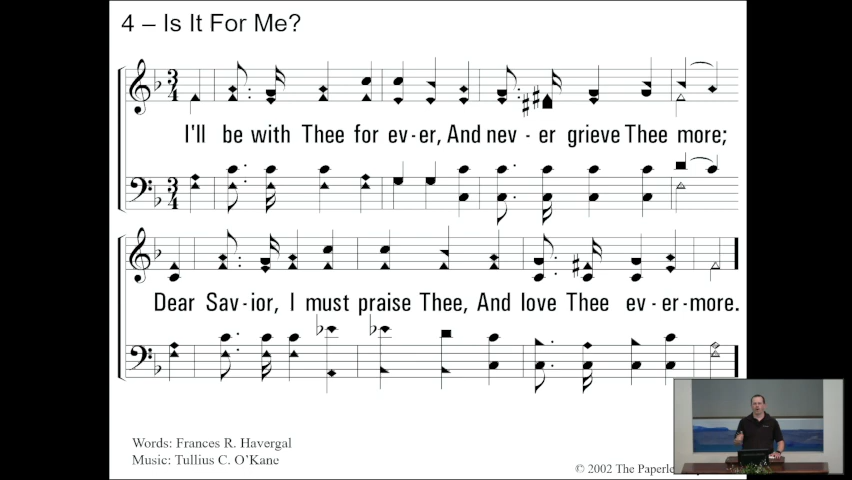 4 – Is It For Me?
I'll be with Thee for ev-er, And nev - er grieve Thee more;
Dear Sav-ior, I must praise Thee, And love Thee ev-er-more.
Words: Frances R. Havergal
Music: Tullius C. O'Kane
© 2002 The